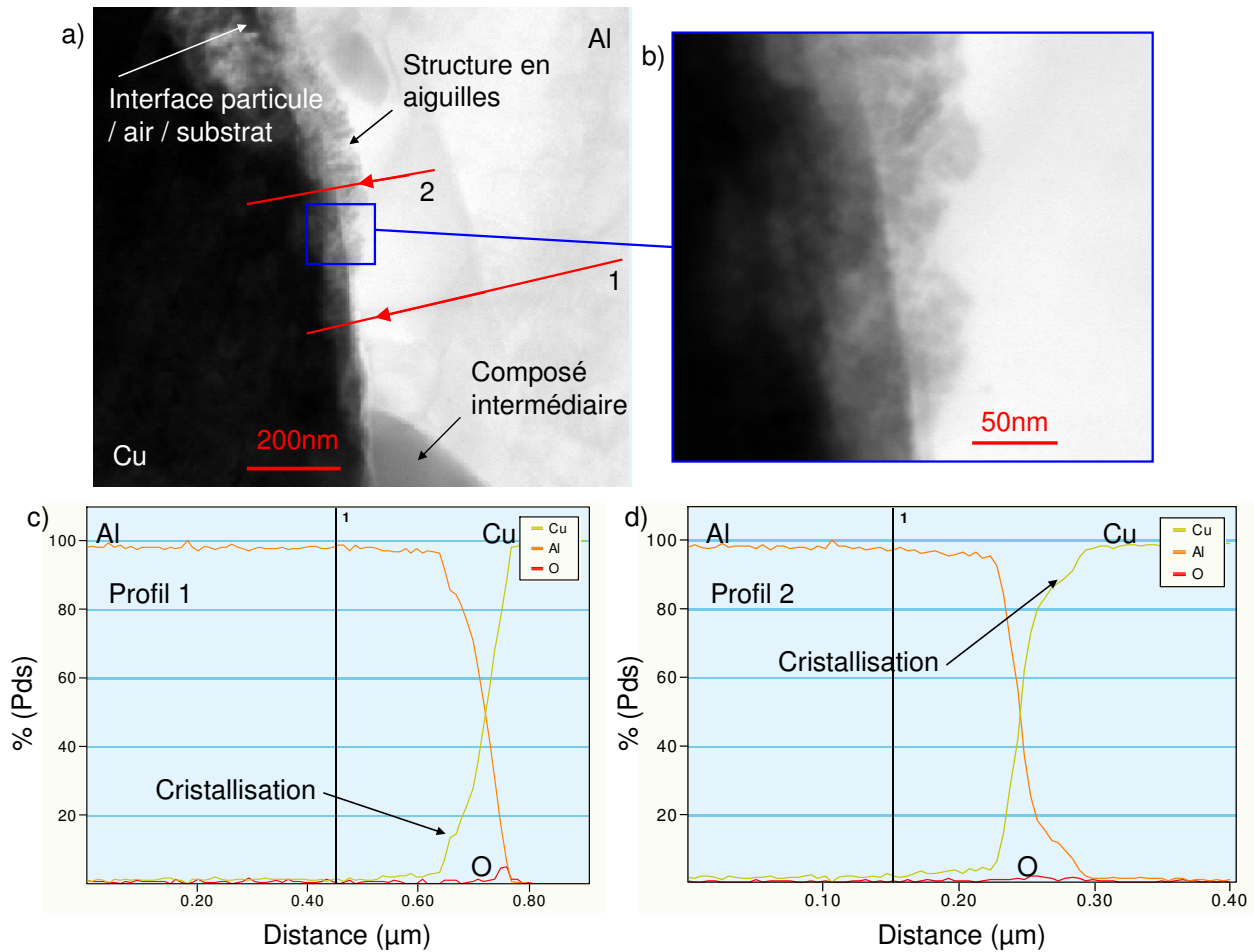 a)
Al
Interface particule
/ air / substrat
Structure en
aiguilles
2
1
Composé
intermédiaire
200nm
Cu
b)
50nm
c)
Al
Cu
1
Cu
Al
O
Profil 1
Cristallisation
O
100
80
60
40
20
% (Pds)
0.20
0.40
0.60
0.80
Distance (µm)
d)
Al
Cu
1
Cu
Al
O
Profil 2
Cristallisation
O
100
80
60
40
20
% (Pds)
0.10
0.20
0.30
0.40
Distance (µm)